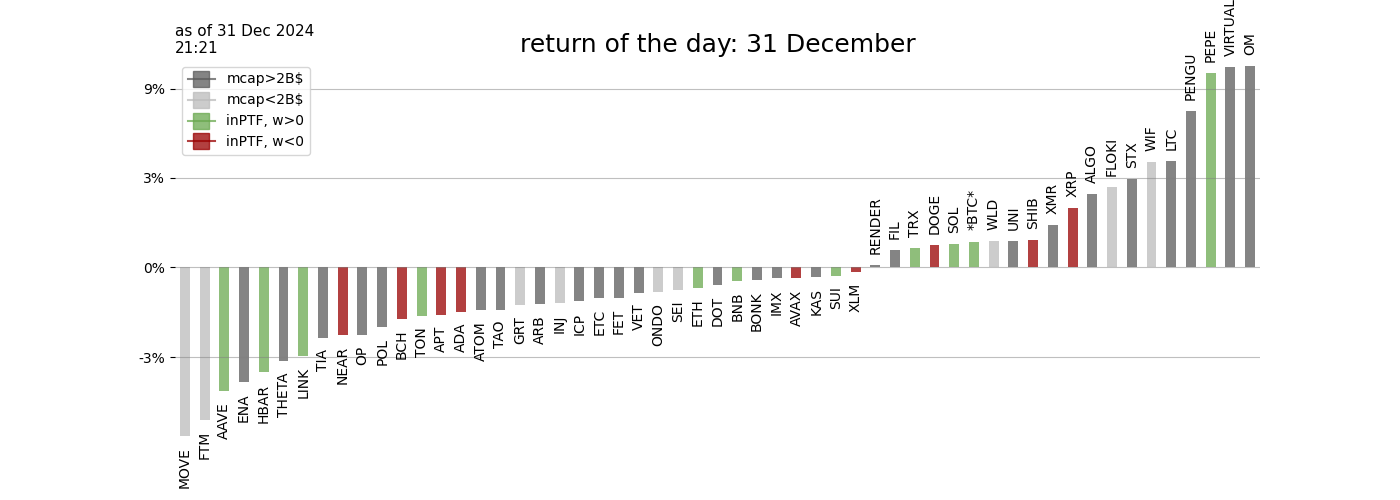 as of 31 Dec 2024
21:21
return of the day: 31 December
mcap>2B$
mcap<2B$
inPTF, w>0
inPTF, w<0
9%
3%
0%
-3%
MOVE
FTM
AAVE
ENA
HBAR
THETA
LINK
TIA
NEAR
OP
POL
BCH
TON
APT
ADA
ATOM
TAO
GRT
ARB
INJ
ICP
ETC
FET
VET
ONDO
SEI
ETH
DOT
BNB
BONK
IMX
AVAX
KAS
SUI
XLM
RENDER
FIL
TRX
DOGE
SOL
*BTC*
WLD
UNI
SHIB
XMR
XRP
ALGO
FLOKI
STX
WIF
LTC
PENGU
PEPE
VIRTUAL
OM